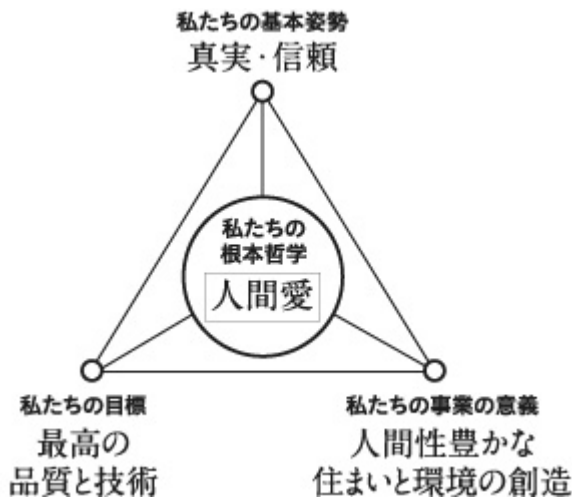 私たちの基本姿勢
真実・信頼
私たちの
根本哲学
人間愛
私たちの目標
最高の
品質と技術
私たちの事業の意義
人間性豊かな
住まいと環境の創造